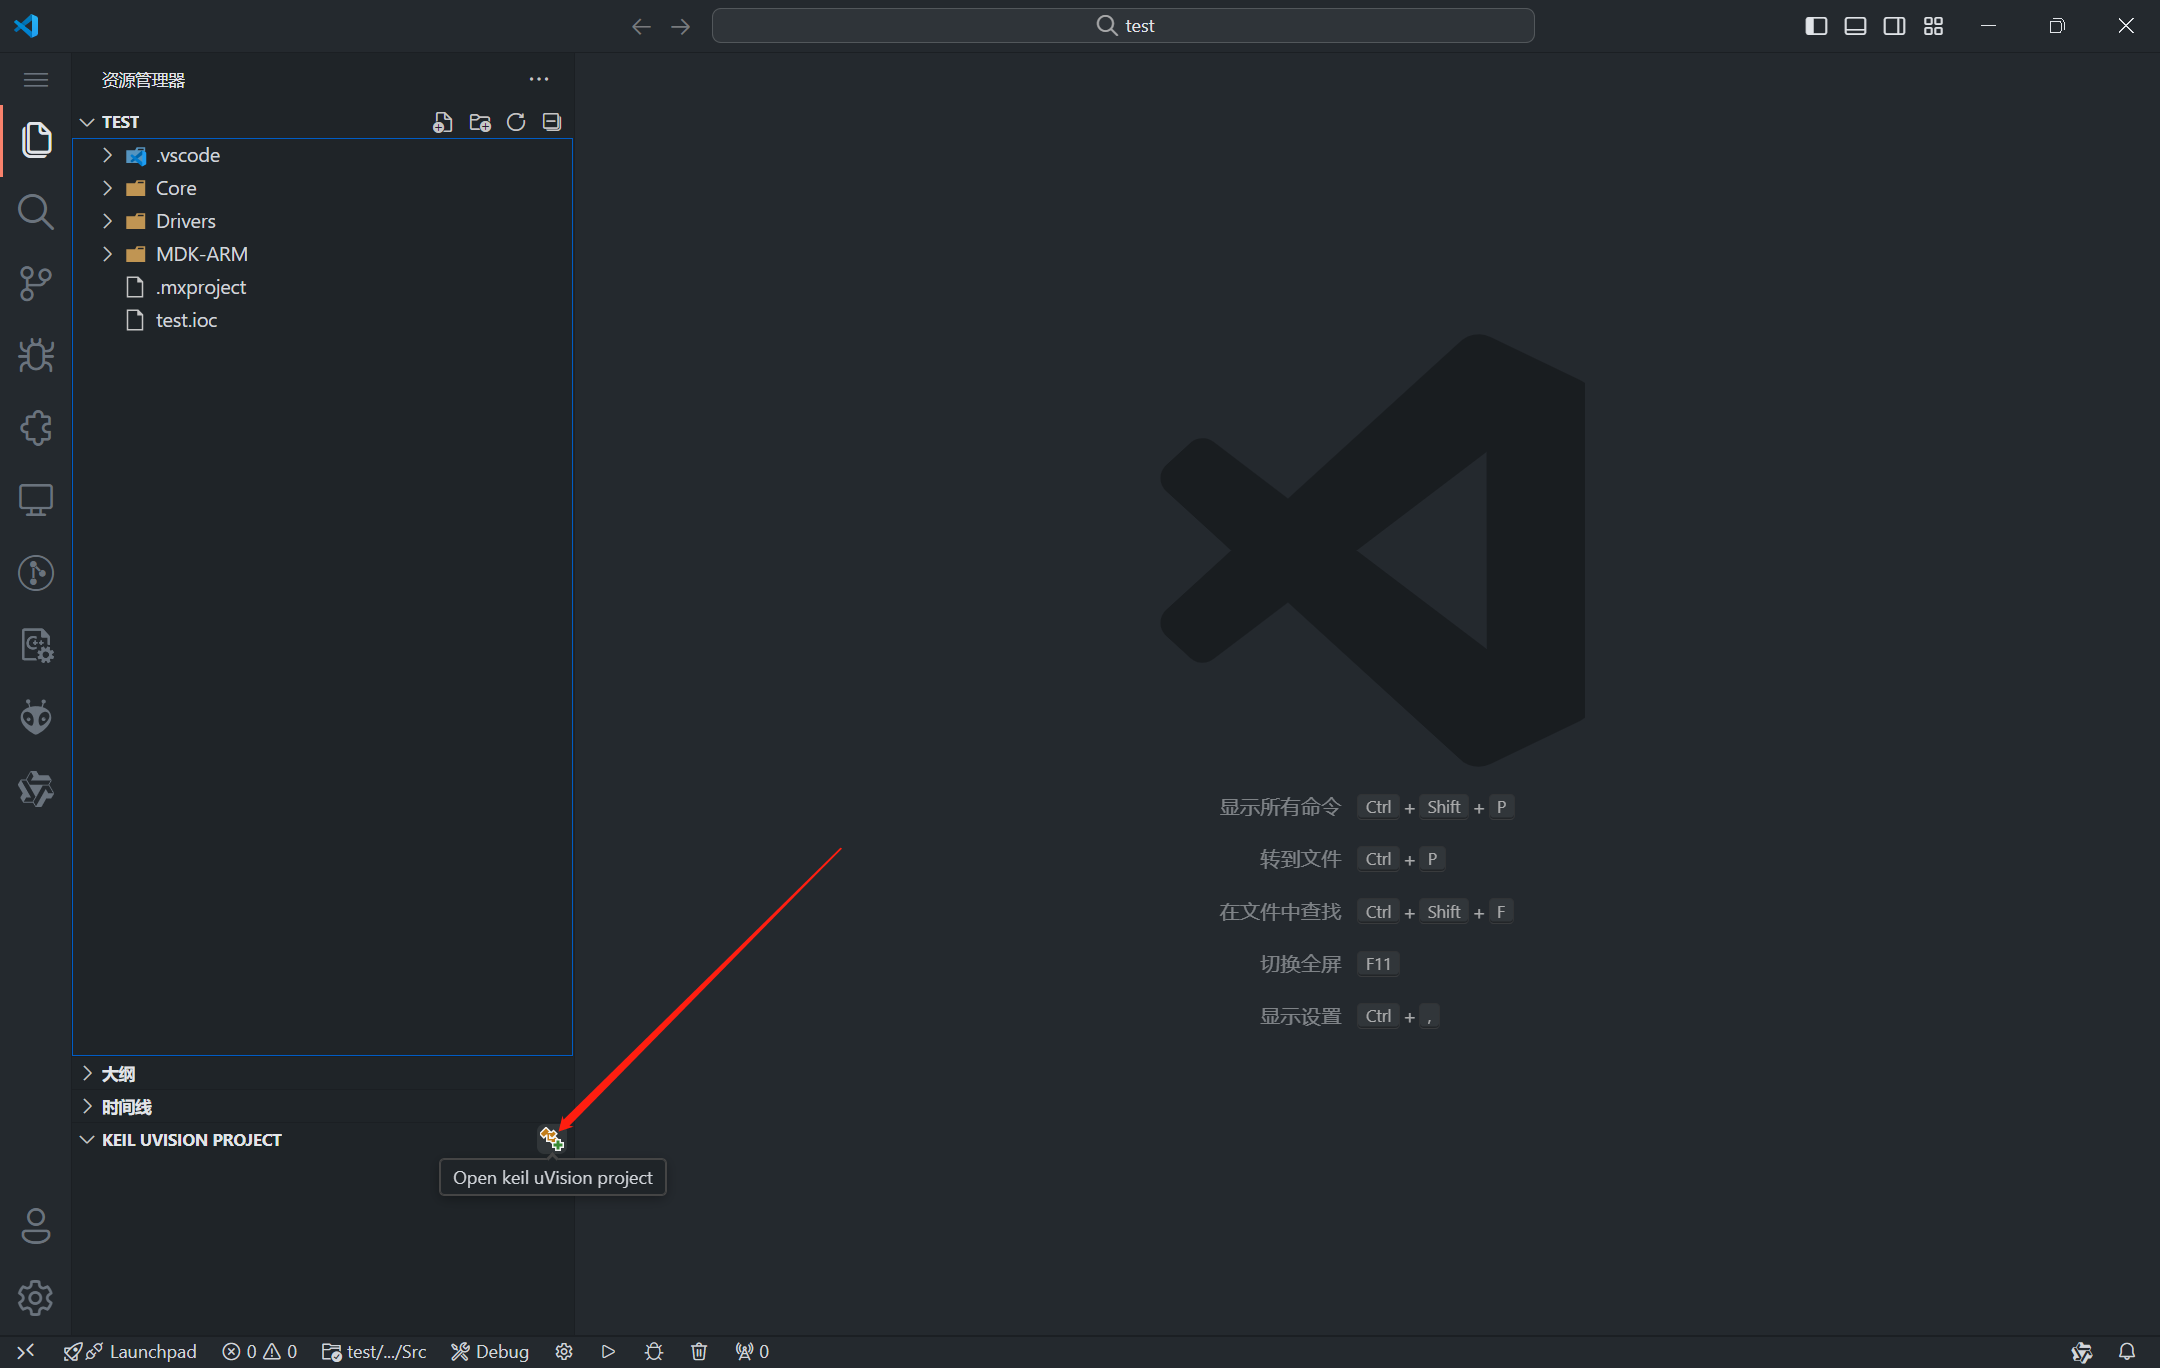 test
资源管理器
TEST
.vscode
Core
Drivers
MDK-ARM
.mxproject
test.ioc
显示所有命令 Ctrl + Shift + P
转到文件 Ctrl + P
在文件中查找 Ctrl + Shift + F
切换全屏 F11
显示设置 Ctrl + ,
大纲
时间线
KEIL UVISION PROJECT
Open keil uVision project
Launchpad 0 0 test/.../Src Debug 0